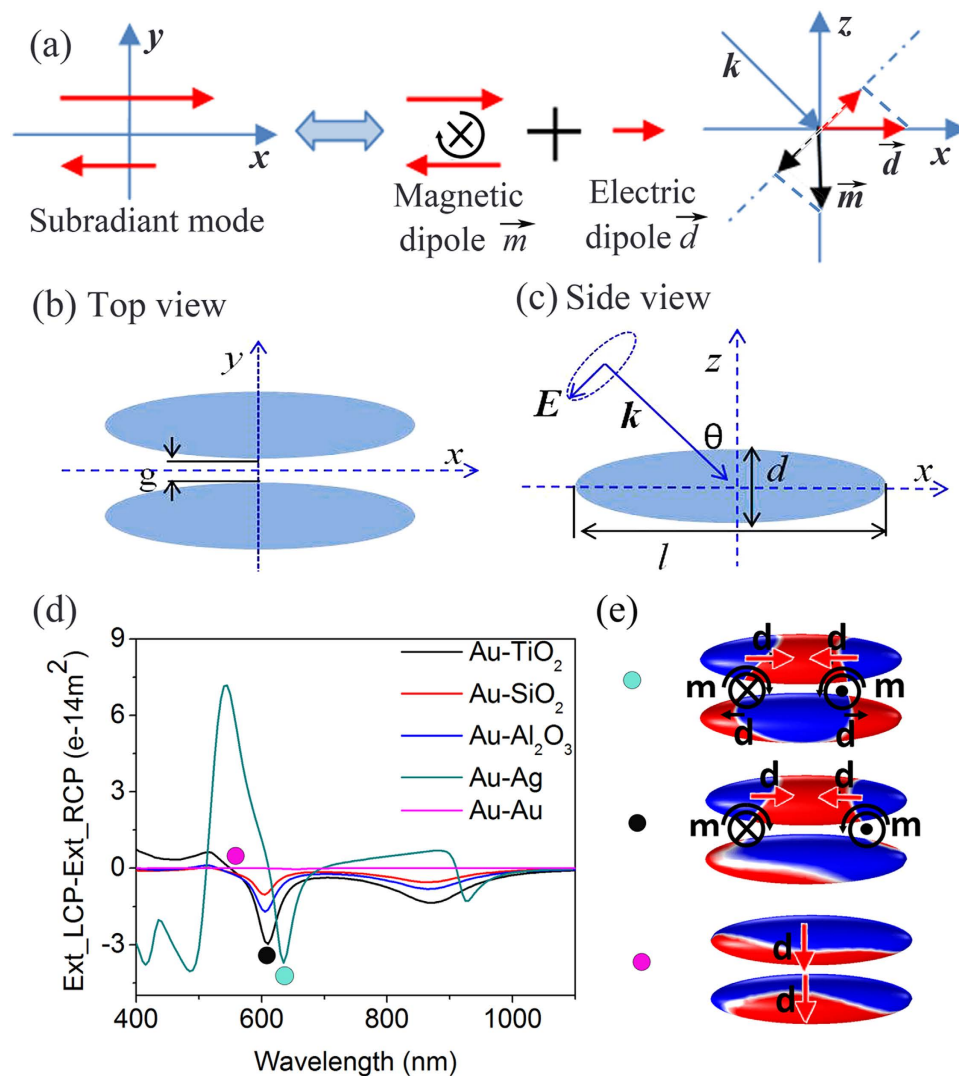 (a)
y
x
Subradiant mode
Magnetic
dipole m
Electric
dipole d
z
k
d
x
m
(b) Top view
y
x
g
(c) Side view
z
E
k
θ
d
x
l
(d)
Ext_LCP-Ext_RCP (e-14m²)
9
6
3
0
-3
Au-TiO₂
Au-SiO₂
Au-Al₂O₃
Au-Ag
Au-Au
400
600
800
1000
Wavelength (nm)
(e)
d d
m m
d d
d d
m m
d
d